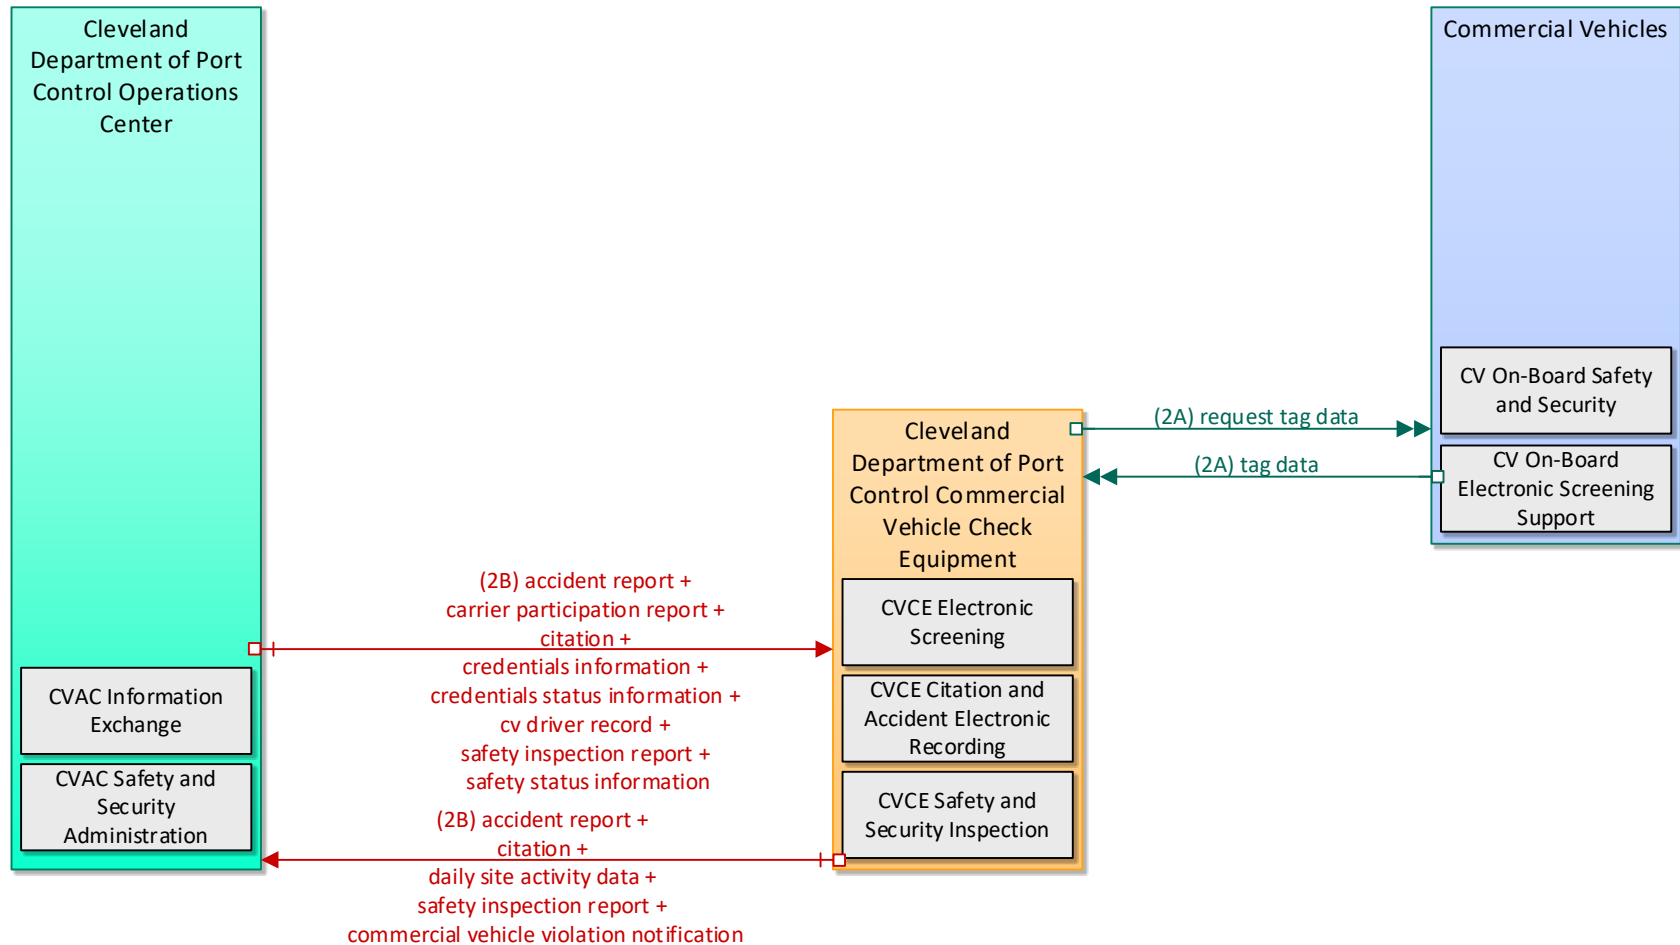 Cleveland
Department of Port
Control Operations
Center
CVAC Information
Exchange
CVAC Safety and
Security
Administration
(2B) accident report +
carrier participation report +
citation +
credentials information +
credentials status information +
cv driver record +
safety inspection report +
safety status information
(2B) accident report +
citation +
daily site activity data +
safety inspection report +
commercial vehicle violation notification
Cleveland
Department of Port
Control Commercial
Vehicle Check
Equipment
CVCE Electronic
Screening
CVCE Citation and
Accident Electronic
Recording
CVCE Safety and
Security Inspection
(2A) request tag data
(2A) tag data
Commercial Vehicles
CV On-Board Safety
and Security
CV On-Board
Electronic Screening
Support